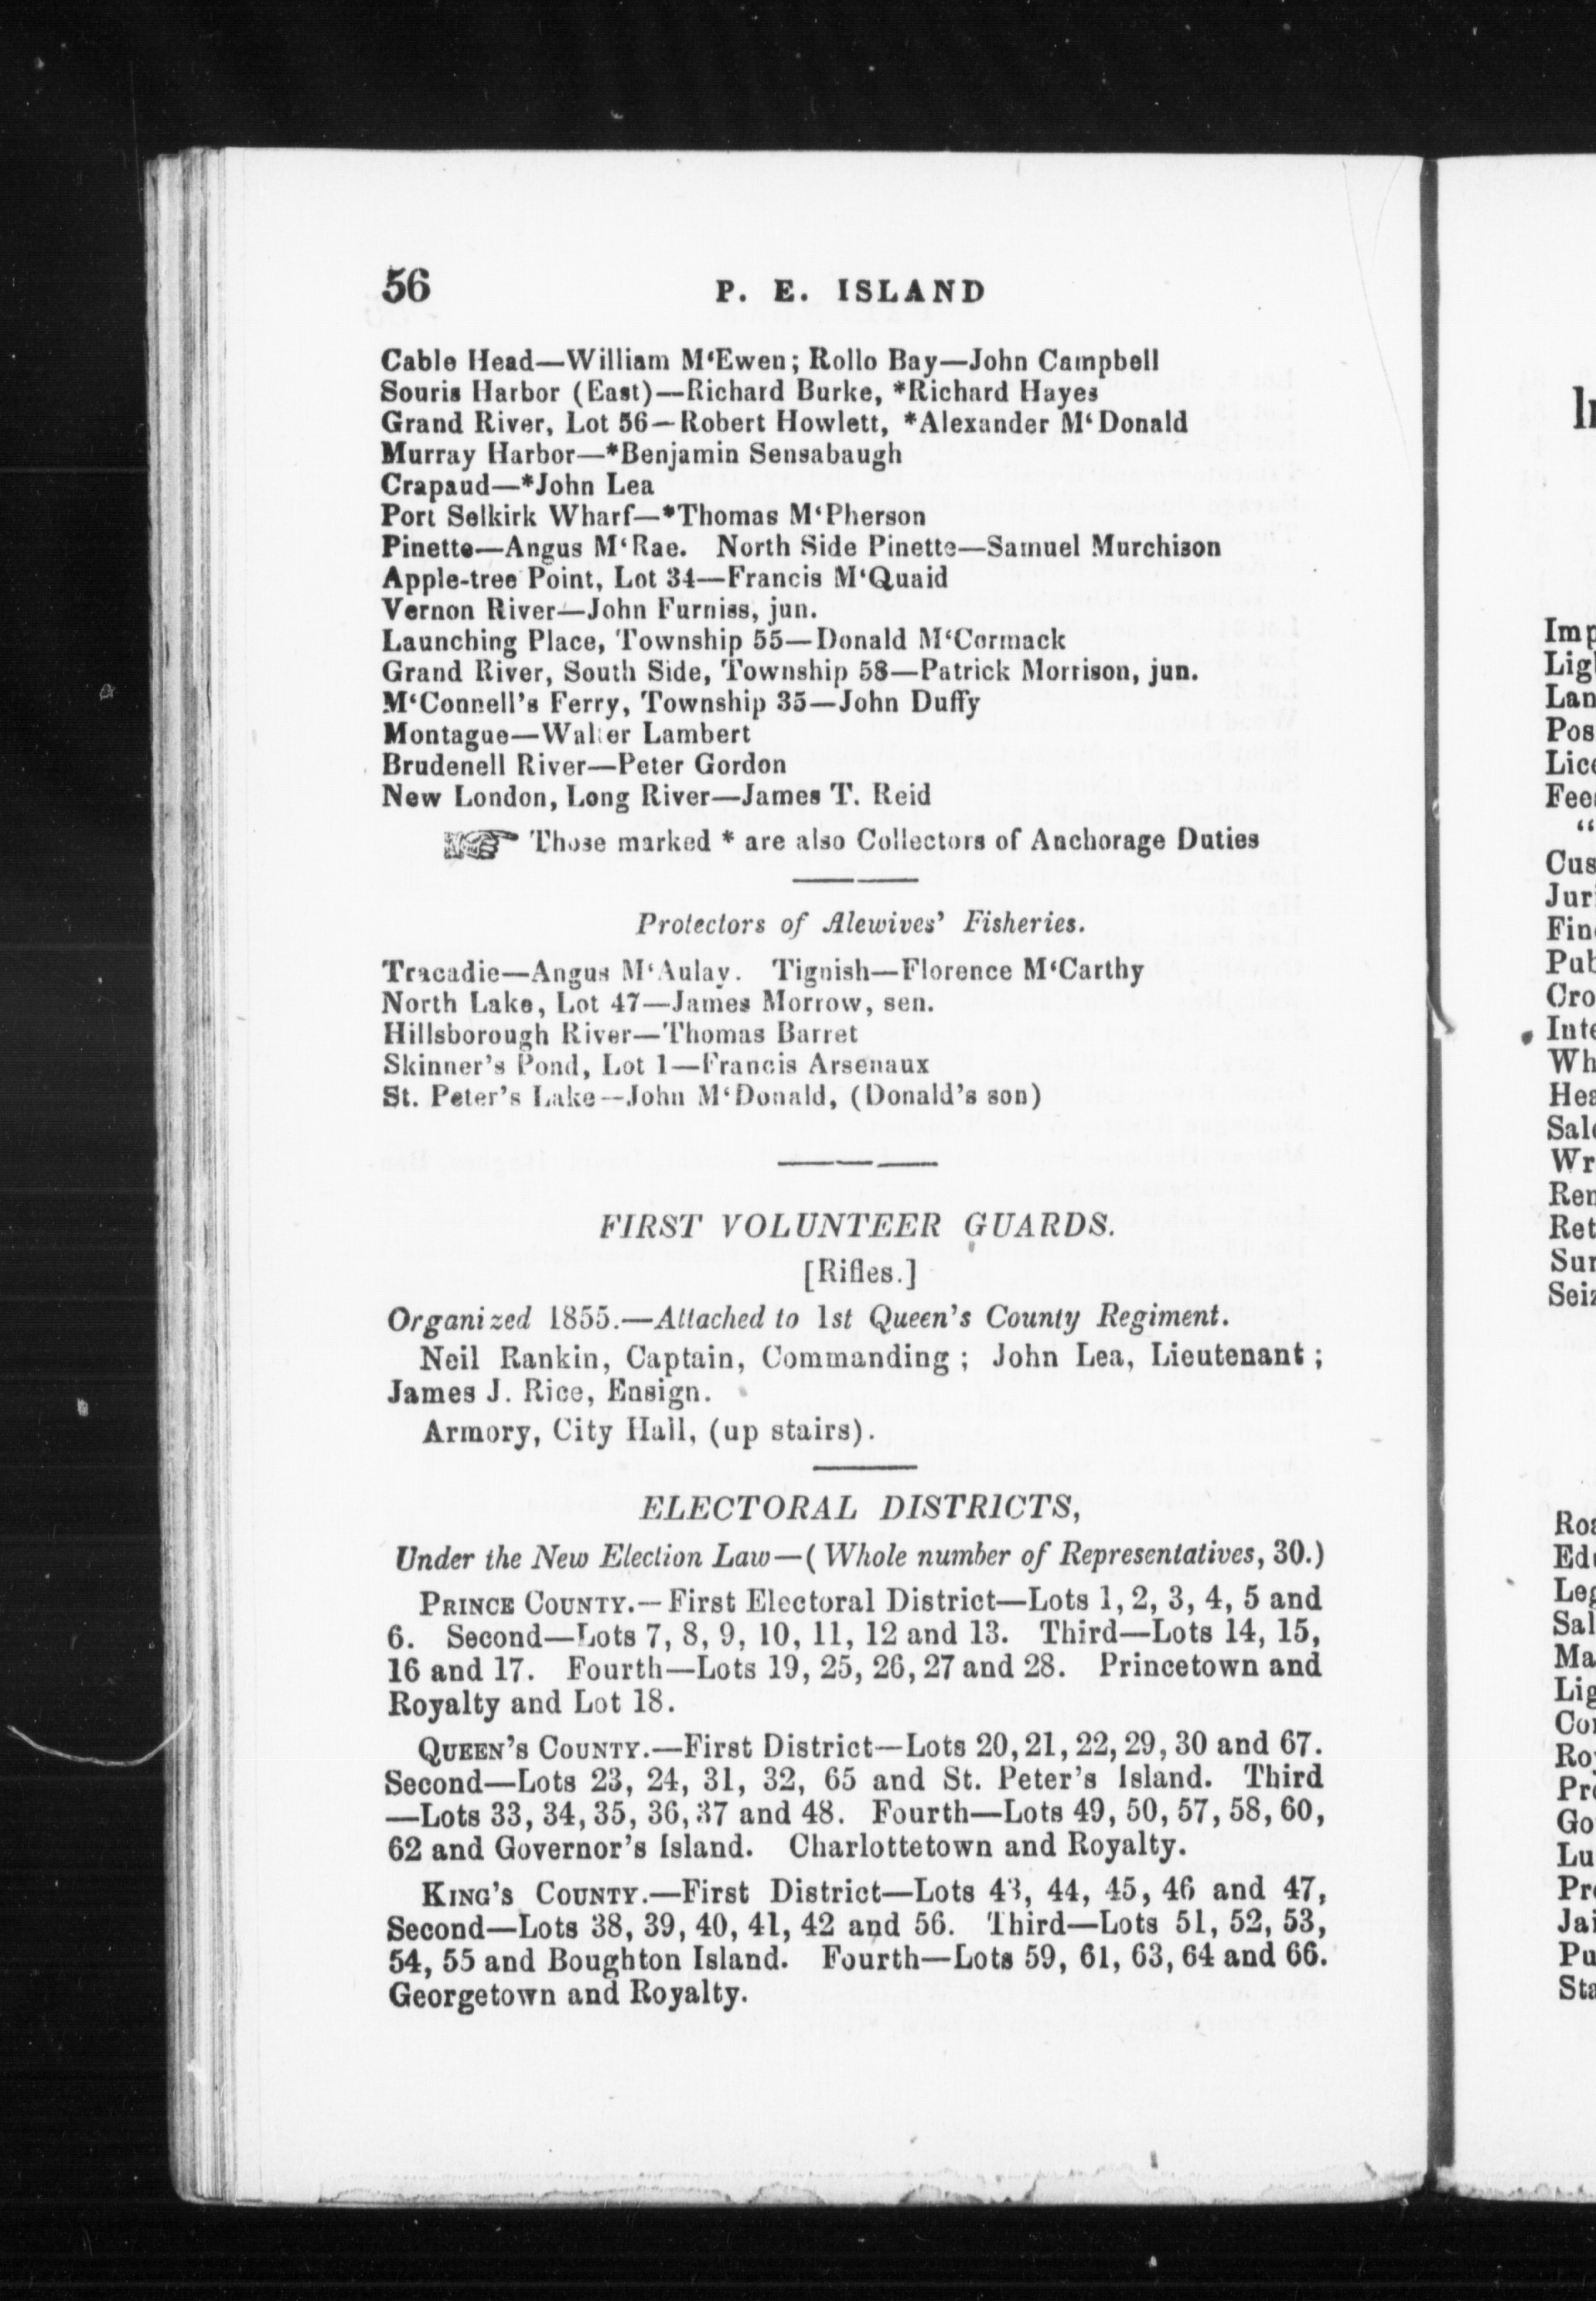 56 P. E. ISLAND
Cable Head—William M‘Ewen; Rollo Bay—John Campbell
Souris Harbor (East)—Richard Burke, *Richard Hayes
Grand River, Lot 56—Robert Howlett, *Alexander M‘Donald
Murray Harbor—*Benjamin Sensabaugh
Crapaud—*John Lea
Port Selkirk Wharf—*Thomas M‘Pherson
Pinette—Angus M‘Rae. North Side Pinette—Samuel Murchison
Apple-tree Point, Lot 34—Francis M‘Quaid
Vernon River—John Furniss, jun.
Launching Place, Township 55—Donald M‘Cormack
Grand River, South Side, Township 58—Patrick Morrison, jun.
M‘Connell's Ferry, Township 35—John Duffy
Montague—Walter Lambert
Brudenell River—Peter Gordon
New London, Long River—James T. Reid
☞ Those marked * are also Collectors of Anchorage Duties
Protectors of Alewives' Fisheries.
Tracadie—Angus M‘Aulay. Tignish—Florence M‘Carthy
North Lake, Lot 47—James Morrow, sen.
Hillsborough River—Thomas Barret
Skinner's Pond, Lot 1—Francis Arsenaux
St. Peter's Lake—John M‘Donald, (Donald's son)
FIRST VOLUNTEER GUARDS.
[Rifles.]
Organized 1855.—Attached to 1st Queen's County Regiment.
Neil Rankin, Captain, Commanding; John Lea, Lieutenant;
James J. Rice, Ensign.
Armory, City Hall, (up stairs).
ELECTORAL DISTRICTS,
Under the New Election Law—(Whole number of Representatives, 30.)
PRINCE COUNTY.—First Electoral District—Lots 1, 2, 3, 4, 5 and
6. Second—Lots 7, 8, 9, 10, 11, 12 and 13. Third—Lots 14, 15,
16 and 17. Fourth—Lots 19, 25, 26, 27 and 28. Princetown and
Royalty and Lot 18.
QUEEN'S COUNTY.—First District—Lots 20, 21, 22, 29, 30 and 67.
Second—Lots 23, 24, 31, 32, 65 and St. Peter's Island. Third
—Lots 33, 34, 35, 36, 37 and 48. Fourth—Lots 49, 50, 57, 58, 60,
62 and Governor's Island. Charlottetown and Royalty.
KING'S COUNTY.—First District—Lots 43, 44, 45, 46 and 47,
Second—Lots 38, 39, 40, 41, 42 and 56. Third—Lots 51, 52, 53,
54, 55 and Boughton Island. Fourth—Lots 59, 61, 63, 64 and 66.
Georgetown and Royalty.